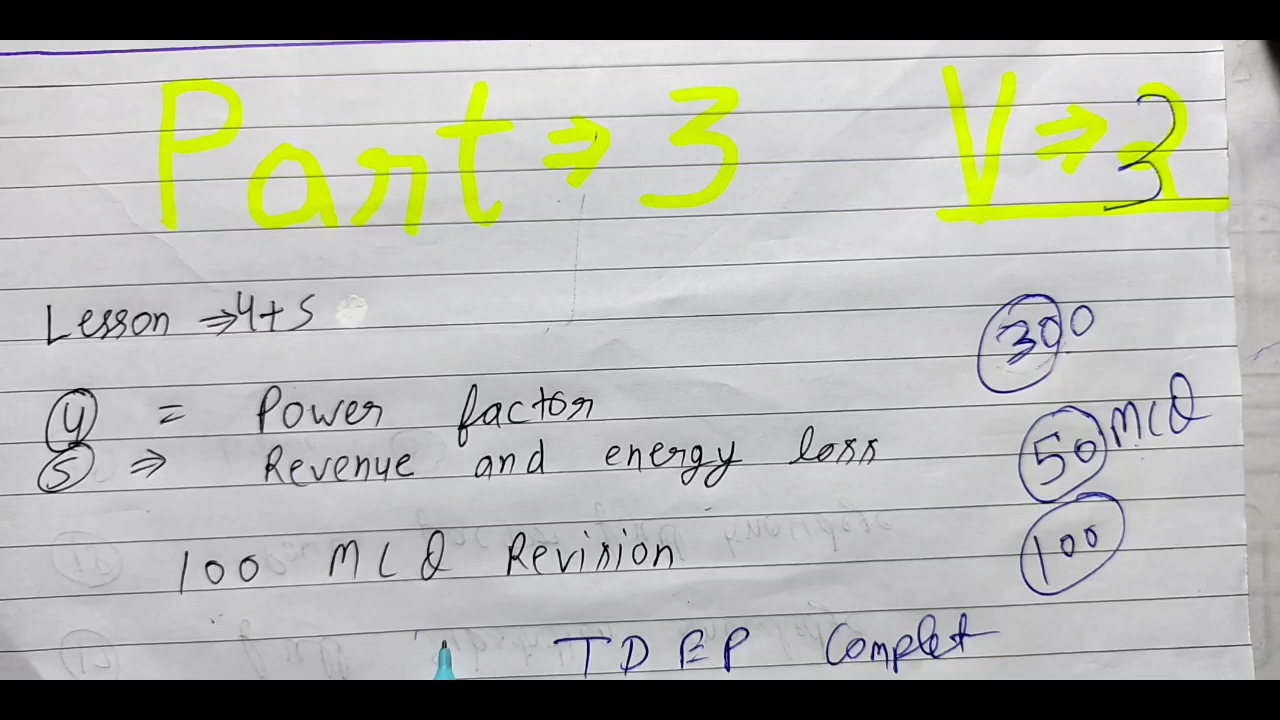 Part ⇒ 3 V ⇒ 3
Lesson ⇒ 4+5
300
④ = Power factor
50 MCQ
⑤ ⇒ Revenue and energy loss
100 MCQ Revision
100
TDEP Complet